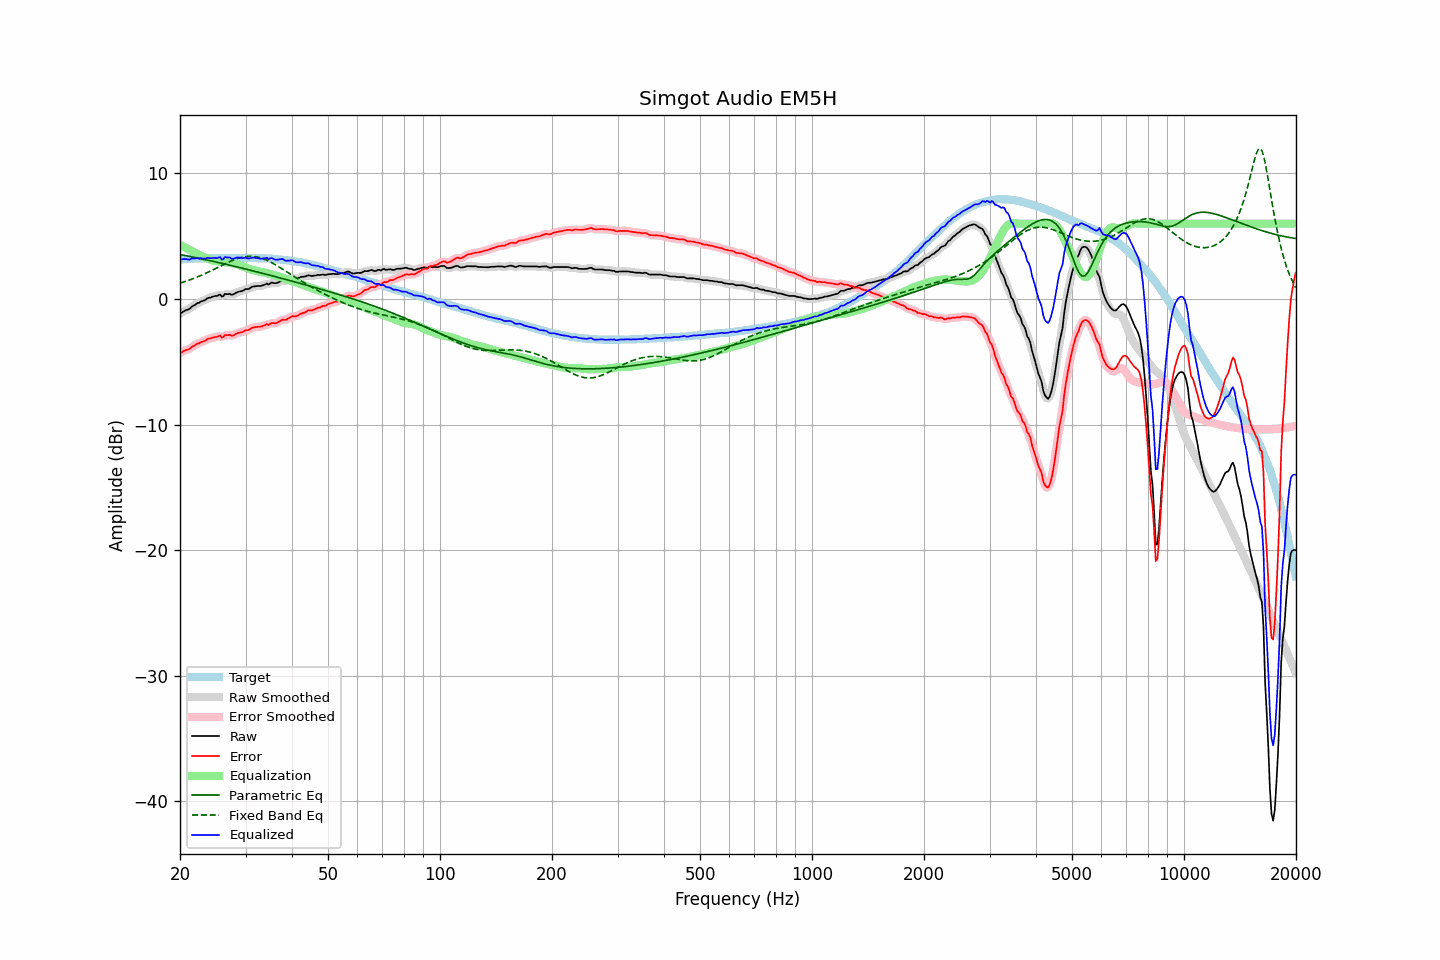 Simgot Audio EM5H
Amplitude (dBr)
10
0
−10
−20
−30
−40
Target
Raw Smoothed
Error Smoothed
Raw
Error
Equalization
Parametric Eq
Fixed Band Eq
Equalized
20 50 100 200 500 1000 2000 5000 10000 20000
Frequency (Hz)